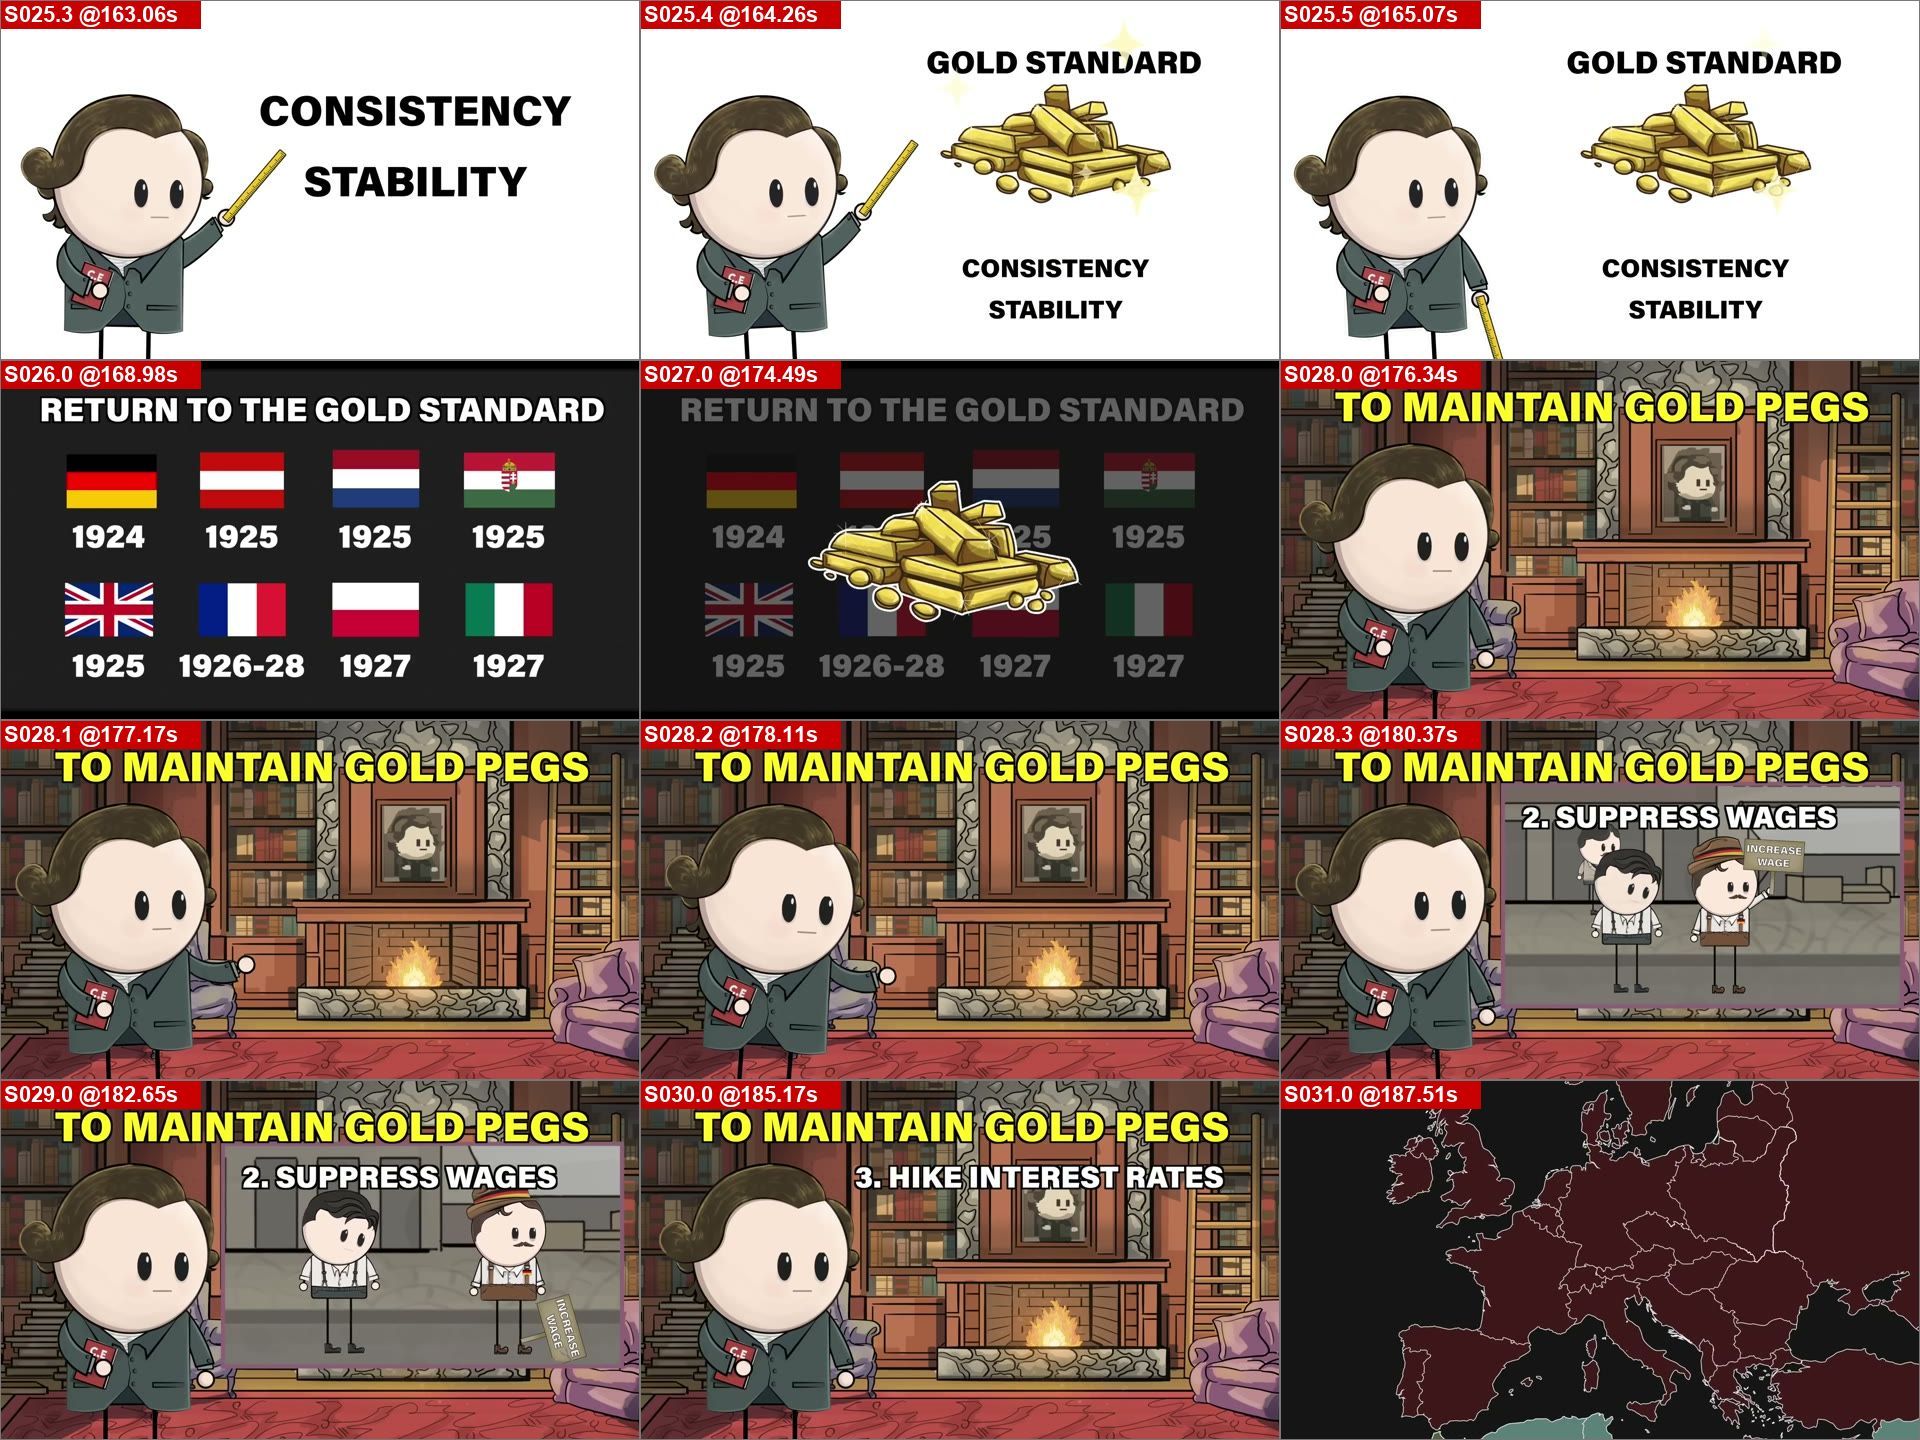 S025.3 @163.06s
CONSISTENCY
STABILITY
C.E
S025.4 @164.26s
GOLD STANDARD
CONSISTENCY
STABILITY
C.E
S025.5 @165.07s
GOLD STANDARD
CONSISTENCY
STABILITY
C.E
S026.0 @168.98s
RETURN TO THE GOLD STANDARD
1924 1925 1925 1925
1925 1926-28 1927 1927
S027.0 @174.49s
RETURN TO THE GOLD STANDARD
1924 25 1925
1925 1926-28 1927 1927
S028.0 @176.34s
TO MAINTAIN GOLD PEGS
C.E
S028.1 @177.17s
TO MAINTAIN GOLD PEGS
C.E
S028.2 @178.11s
TO MAINTAIN GOLD PEGS
C.E
S028.3 @180.37s
TO MAINTAIN GOLD PEGS
2. SUPPRESS WAGES
INCREASE
WAGE
C.E
S029.0 @182.65s
TO MAINTAIN GOLD PEGS
2. SUPPRESS WAGES
INCREASE
WAGE
C.E
S030.0 @185.17s
TO MAINTAIN GOLD PEGS
3. HIKE INTEREST RATES
C.E
S031.0 @187.51s